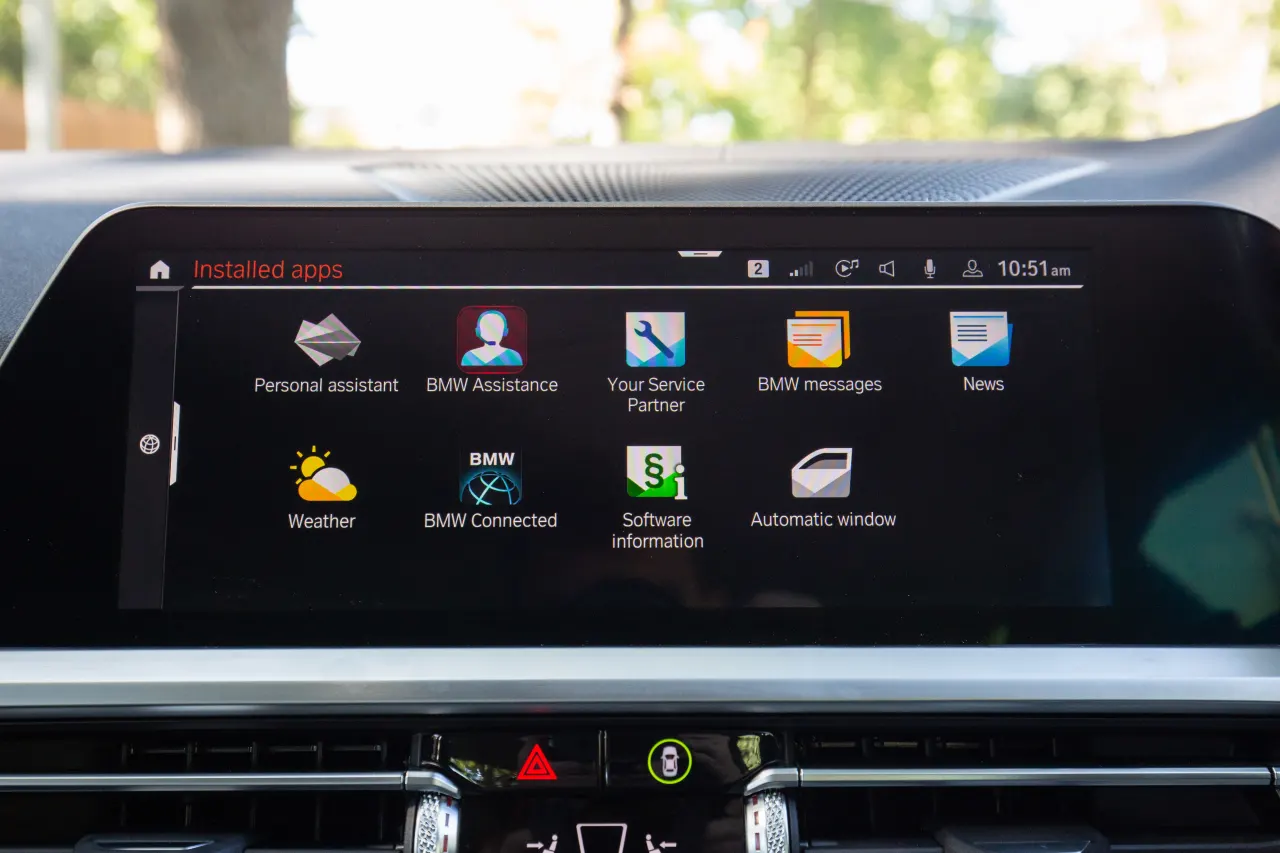 Installed apps
2
10:51am
Personal assistant
BMW Assistance
Your Service
Partner
BMW messages
News
Weather
BMW
BMW Connected
§
i
Software
information
Automatic window